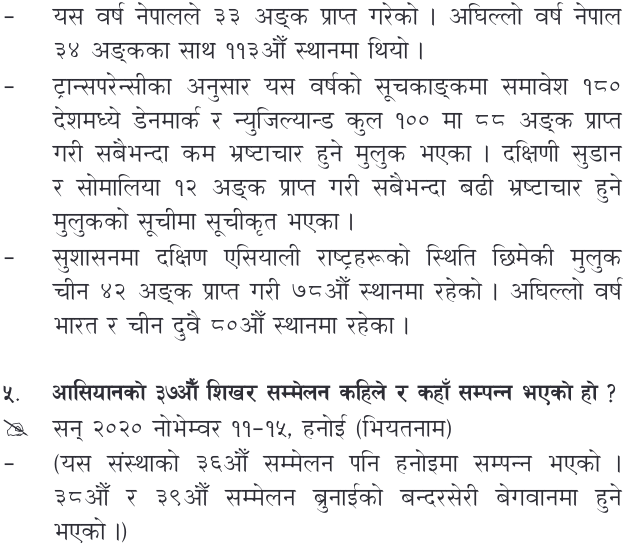 – यस वर्ष नेपालले ३३ अङ्क प्राप्त गरेको । अघिल्लो वर्ष नेपाल
३४ अङ्कका साथ ११३औँ स्थानमा थियो ।
– ट्रान्सपरेन्सीका अनुसार यस वर्षको सूचकाङ्कमा समावेश १८०
देशमध्ये डेनमार्क र न्युजिल्यान्ड कुल १०० मा ८८ अङ्क प्राप्त
गरी सबैभन्दा कम भ्रष्टाचार हुने मुलुक भएका । दक्षिणी सुडान
र सोमालिया १२ अङ्क प्राप्त गरी सबैभन्दा बढी भ्रष्टाचार हुने
मुलुकको सूचीमा सूचीकृत भएका ।
– सुशासनमा दक्षिण एसियाली राष्ट्रहरूको स्थिति छिमेकी मुलुक
चीन ४२ अङ्क प्राप्त गरी ७८औँ स्थानमा रहेंको । अघिल्लो वर्ष
भारत र चीन दुवै ८०औँ स्थानमा रहेका ।
५. आसियानको ३७औँ शिखर सम्मेलन कहिले र कहाँ सम्पन्न भएको हो ?
सन् २०२० नोभेम्वर ११–१५, हनोई (भियतनाम)
– (यस संस्थाको ३६औँ सम्मेलन पनि हनोइमा सम्पन्न भएको ।
३८औँ र ३९औँ सम्मेलन ब्रुनाईको बन्दरसेरी बेगवानमा हुने
भएको ।)